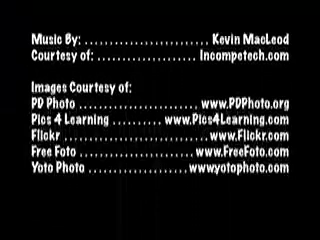 Music By: . . . . . . . . . . . . . . . . . . . . . . . . . Kevin MacLeod
Courtesy of: . . . . . . . . . . . . . . . . . . . . Incompetech.com
Images Courtesy of:
PD Photo . . . . . . . . . . . . . . . . . . . . . . . . www.PDPhoto.org
Pics 4 Learning . . . . . . . . . . www.Pics4Learning.com
Flickr . . . . . . . . . . . . . . . . . . . . . . . . . . . . . www.Flickr.com
Free Foto . . . . . . . . . . . . . . . . . . . . . . . www.FreeFoto.com
Yoto Photo . . . . . . . . . . . . . . . . . . . . wwwyotophoto.com